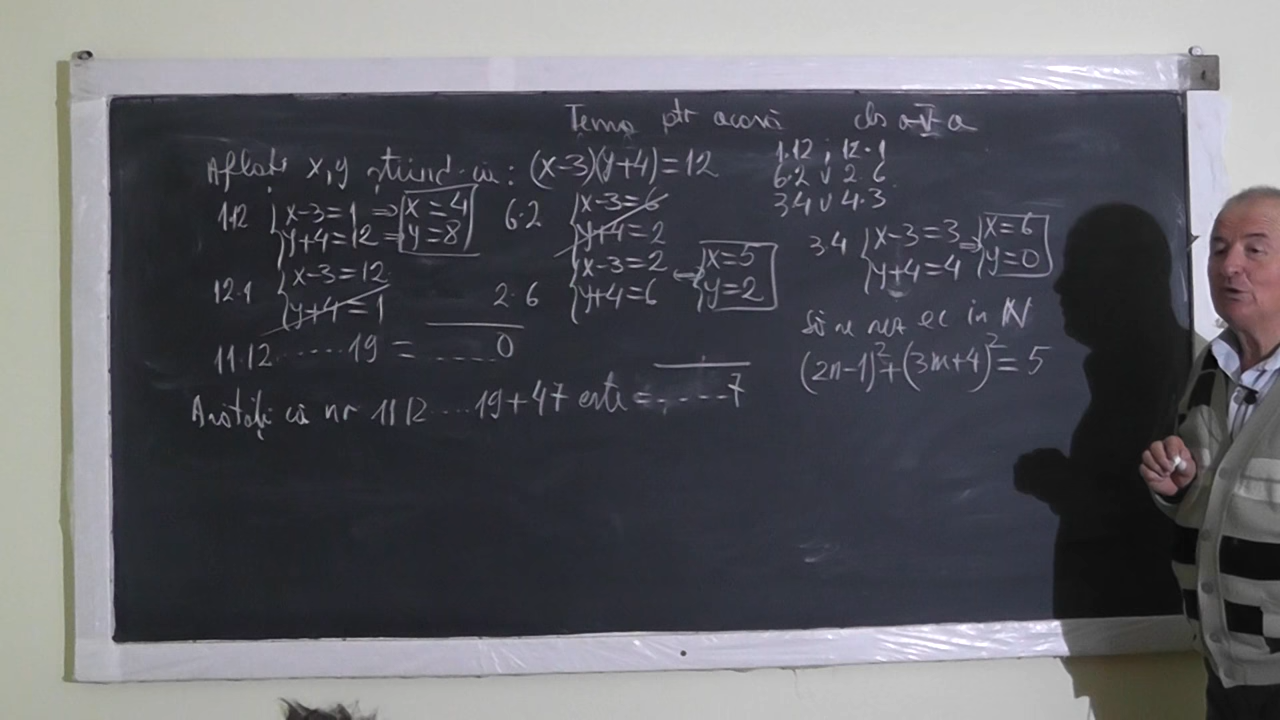 Tema ptr acasă cls a V a
Aflați x,y știind că: (x-3)(y+4)=12
1·12 ; 12·1
6·2 v 2·6
3·4 v 4·3
1·12 { x-3=1 ⇒ x=4
y+4=12 ⇒ y=8
6·2 { x-3=6
y+4=2
3·4 { x-3=3 ⇒ x=6
y+4=4 y=0
12·1 { x-3=12
y+4=1
2·6 { x-3=2 ⇒ x=5
y+4=6 y=2
11·12......19 = ....0
Să se rez ec in N
(2n-1)²+(3m+4)²=5
Arătați că nr 11·12....19+47 este =.....7